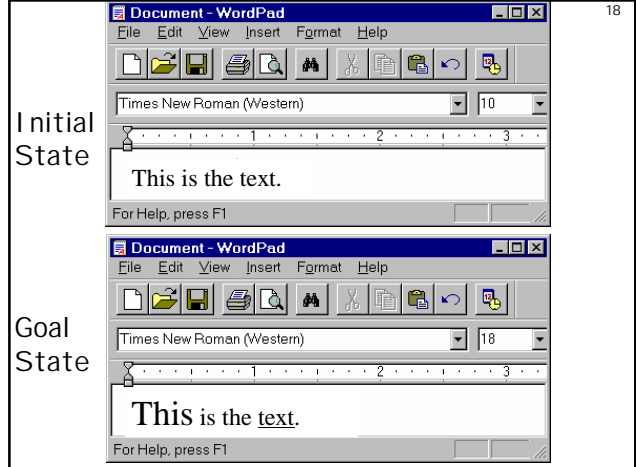 18
Document - WordPad
File Edit View Insert Format Help
Times New Roman (Western) 10
Initial
State
1 2 3
This is the text.
For Help, press F1
Document - WordPad
File Edit View Insert Format Help
Times New Roman (Western) 18
Goal
State
1 2 3
This is the text.
For Help, press F1